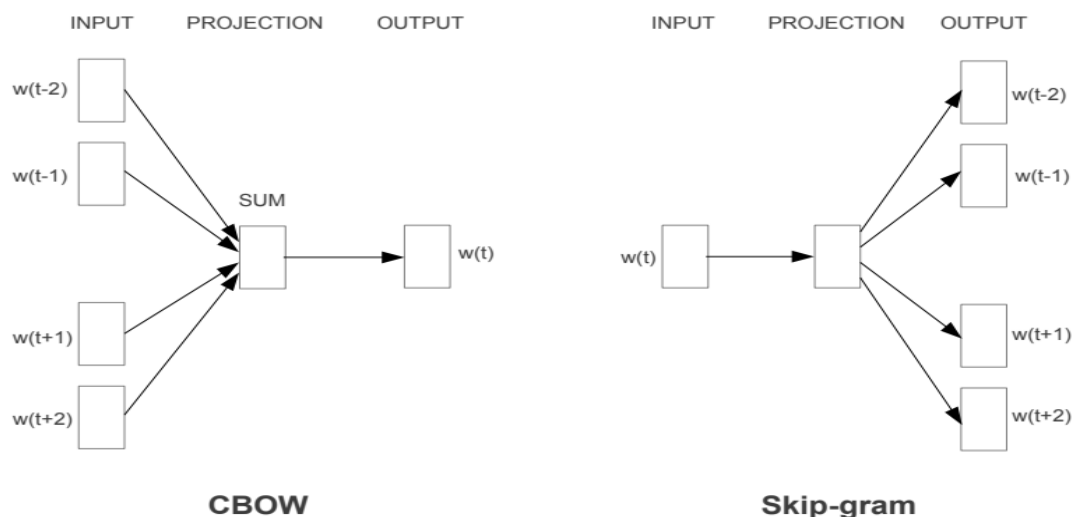 INPUT PROJECTION OUTPUT
w(t-2)
w(t-1)
SUM
w(t)
w(t+1)
w(t+2)
CBOW
INPUT PROJECTION OUTPUT
w(t-2)
w(t-1)
w(t)
w(t+1)
w(t+2)
Skip-gram